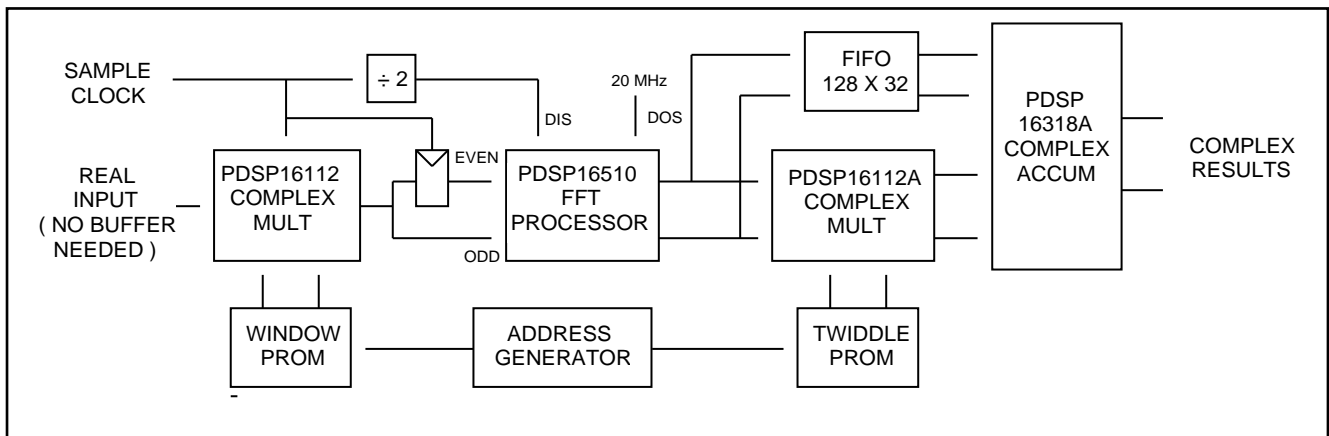 SAMPLE
CLOCK
÷ 2
20 MHz
DIS
DOS
FIFO
128 X 32
PDSP
16318A
COMPLEX
ACCUM
COMPLEX
RESULTS
REAL
INPUT
( NO BUFFER
NEEDED )
PDSP16112
COMPLEX
MULT
EVEN
ODD
PDSP16510
FFT
PROCESSOR
PDSP16112A
COMPLEX
MULT
WINDOW
PROM
ADDRESS
GENERATOR
TWIDDLE
PROM
-